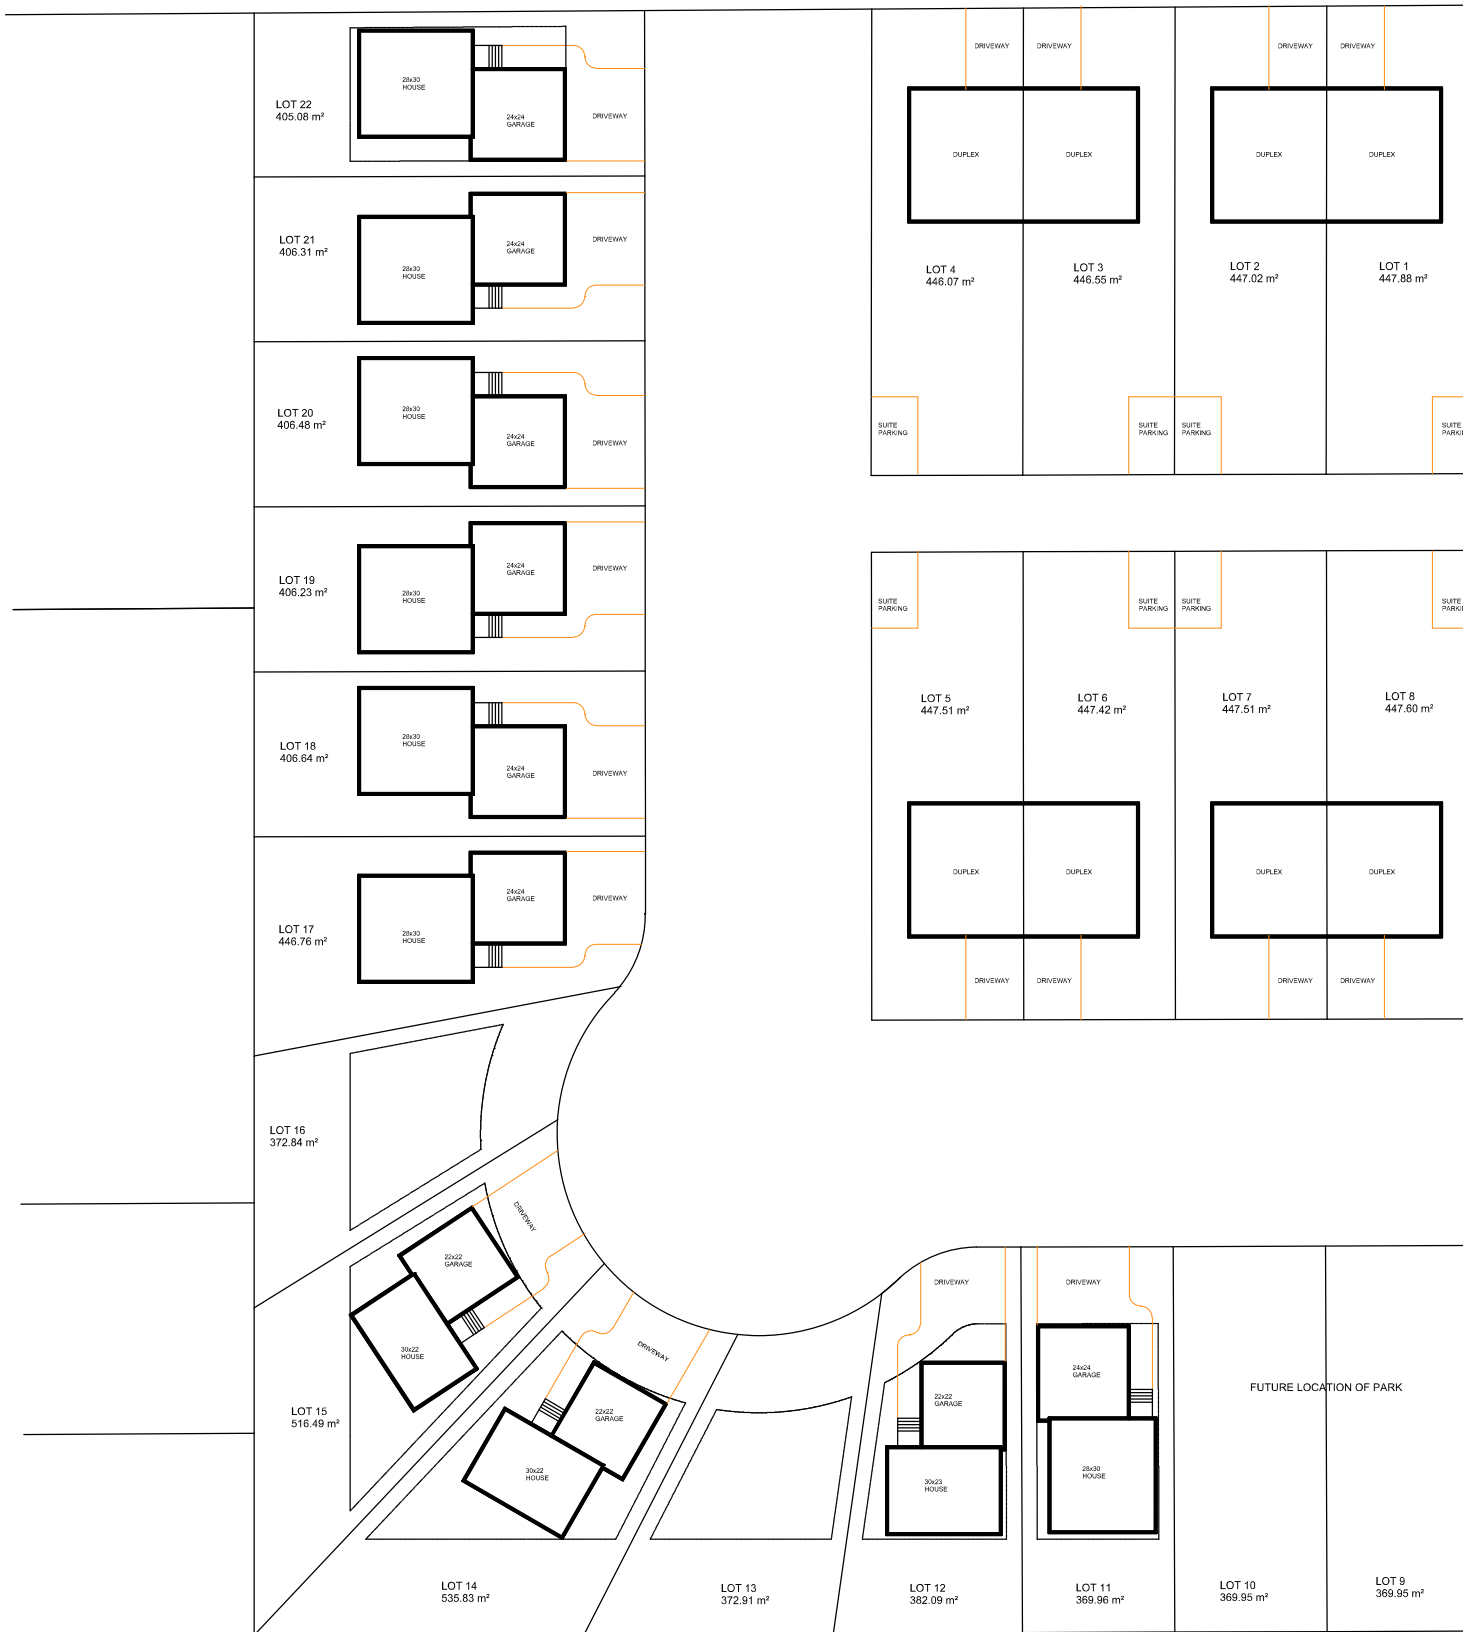 LOT 22
405.08 m²
28x30
HOUSE
24x24
GARAGE
DRIVEWAY
LOT 21
406.31 m²
28x30
HOUSE
24x24
GARAGE
DRIVEWAY
LOT 20
406.48 m²
28x30
HOUSE
24x24
GARAGE
DRIVEWAY
LOT 19
406.23 m²
28x30
HOUSE
24x24
GARAGE
DRIVEWAY
LOT 18
406.64 m²
28x30
HOUSE
24x24
GARAGE
DRIVEWAY
LOT 17
446.76 m²
28x30
HOUSE
24x24
GARAGE
DRIVEWAY
DRIVEWAY
DRIVEWAY
DRIVEWAY
DRIVEWAY
DUPLEX
DUPLEX
DUPLEX
DUPLEX
LOT 4
446.07 m²
LOT 3
446.55 m²
LOT 2
447.02 m²
LOT 1
447.88 m²
SUITE
PARKING
SUITE
PARKING
SUITE
PARKING
SUITE
PARKI
SUITE
PARKING
SUITE
PARKING
SUITE
PARKING
SUITE
PARKI
LOT 5
447.51 m²
LOT 6
447.42 m²
LOT 7
447.51 m²
LOT 8
447.60 m²
DUPLEX
DUPLEX
DUPLEX
DUPLEX
DRIVEWAY
DRIVEWAY
DRIVEWAY
DRIVEWAY
LOT 16
372.84 m²
DRIVEWAY
22x22
GARAGE
30x22
HOUSE
LOT 15
516.49 m²
DRIVEWAY
22x22
GARAGE
30x22
HOUSE
LOT 14
535.83 m²
LOT 13
372.91 m²
DRIVEWAY
22x22
GARAGE
30x23
HOUSE
LOT 12
382.09 m²
DRIVEWAY
24x24
GARAGE
28x30
HOUSE
LOT 11
369.96 m²
FUTURE LOCATION OF PARK
LOT 10
369.95 m²
LOT 9
369.95 m²